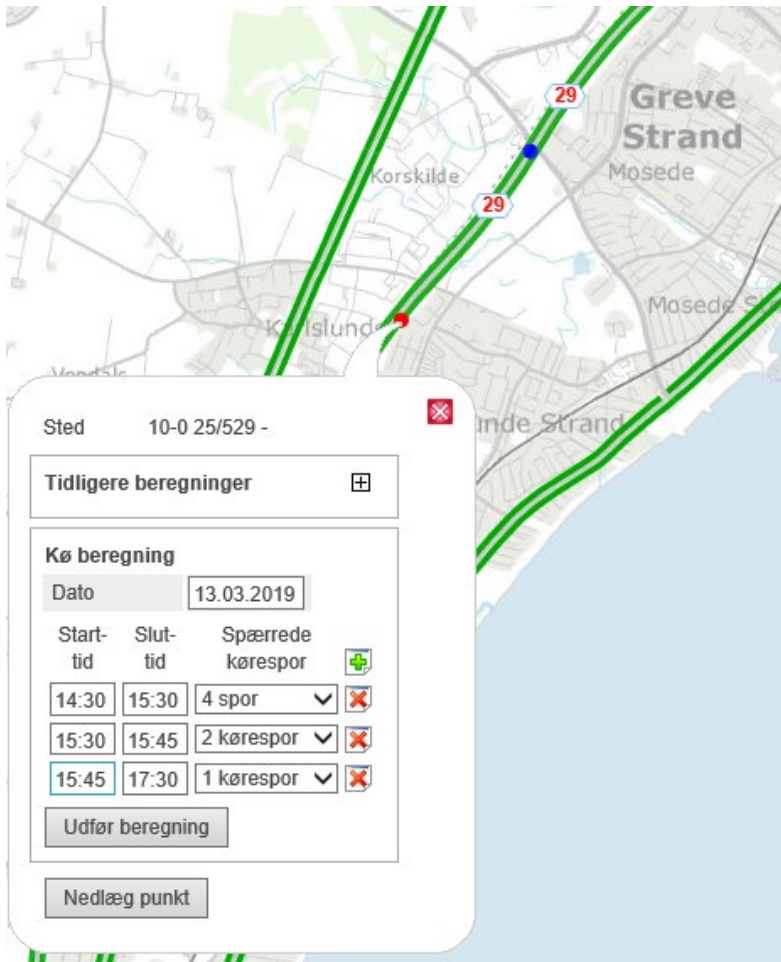 29
Greve
Strand
Mosede
Korskilde
29
Mosede
Sted 10-0 25/529 -
unde Strand
Tidligere beregninger
Kø beregning
Dato 13.03.2019
Start- Slut- Spærrede
tid tid kørespor
14:30 15:30 4 spor
15:30 15:45 2 kørespor
15:45 17:30 1 kørespor
Udfør beregning
Nedlæg punkt